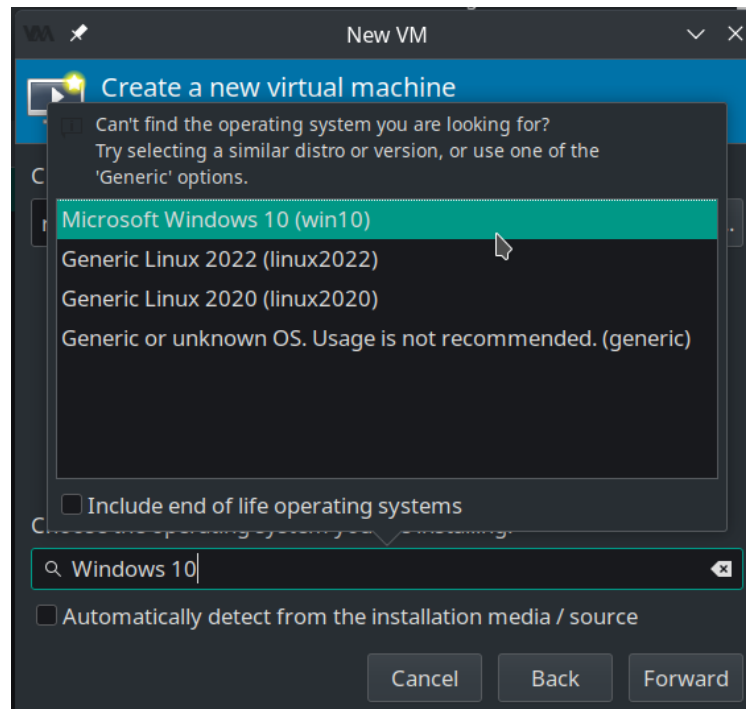 New VM
Create a new virtual machine
Can't find the operating system you are looking for?
Try selecting a similar distro or version, or use one of the
'Generic' options.
Microsoft Windows 10 (win10)
Generic Linux 2022 (linux2022)
Generic Linux 2020 (linux2020)
Generic or unknown OS. Usage is not recommended. (generic)
Include end of life operating systems
Windows 10
Automatically detect from the installation media / source
Cancel Back Forward